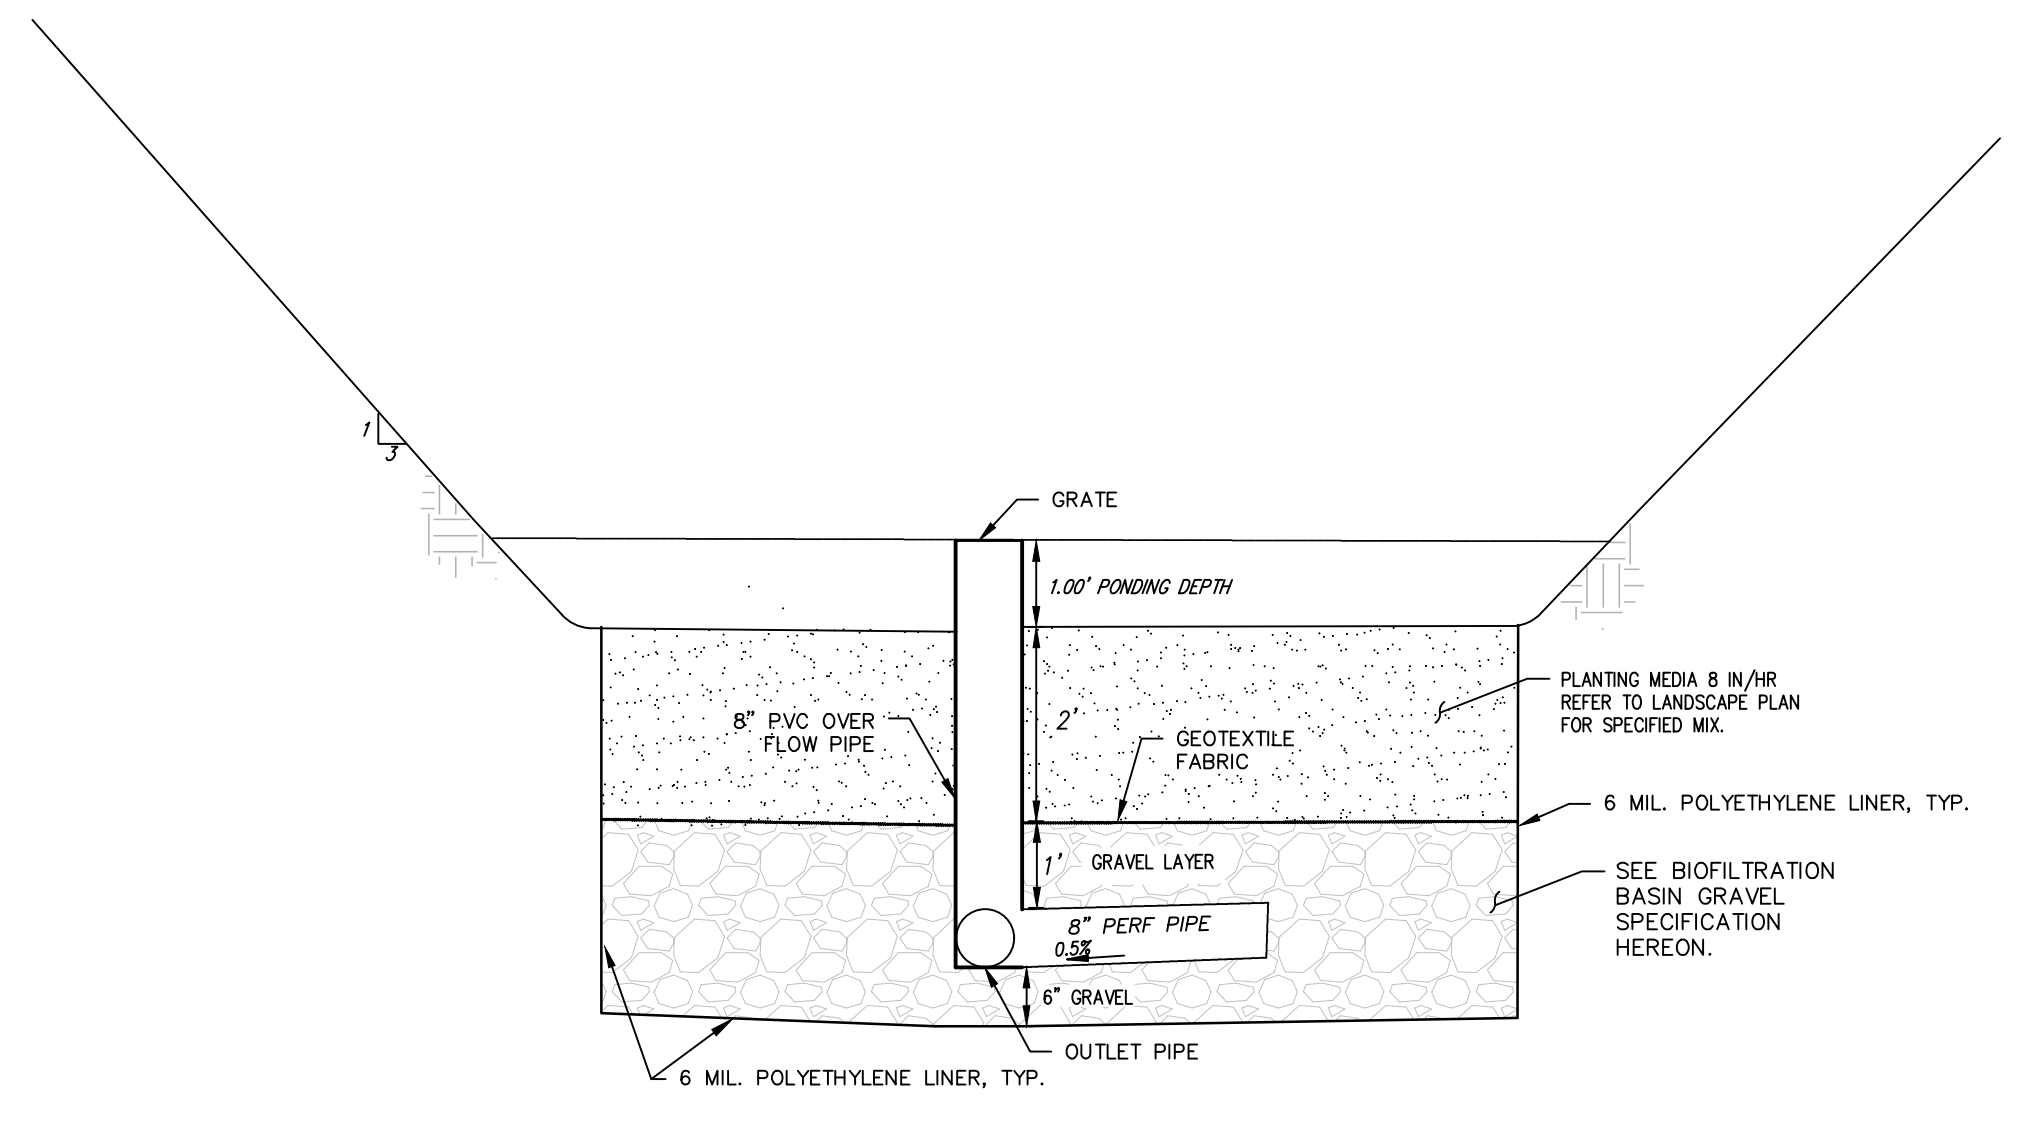 1
3
GRATE
1.00' PONDING DEPTH
PLANTING MEDIA 8 IN/HR
REFER TO LANDSCAPE PLAN
FOR SPECIFIED MIX.
8" PVC OVER
FLOW PIPE
2'
GEOTEXTILE
FABRIC
6 MIL. POLYETHYLENE LINER, TYP.
1'
GRAVEL LAYER
SEE BIOFILTRATION
BASIN GRAVEL
SPECIFICATION
HEREON.
8" PERF PIPE
0.5%
6" GRAVEL
OUTLET PIPE
6 MIL. POLYETHYLENE LINER, TYP.